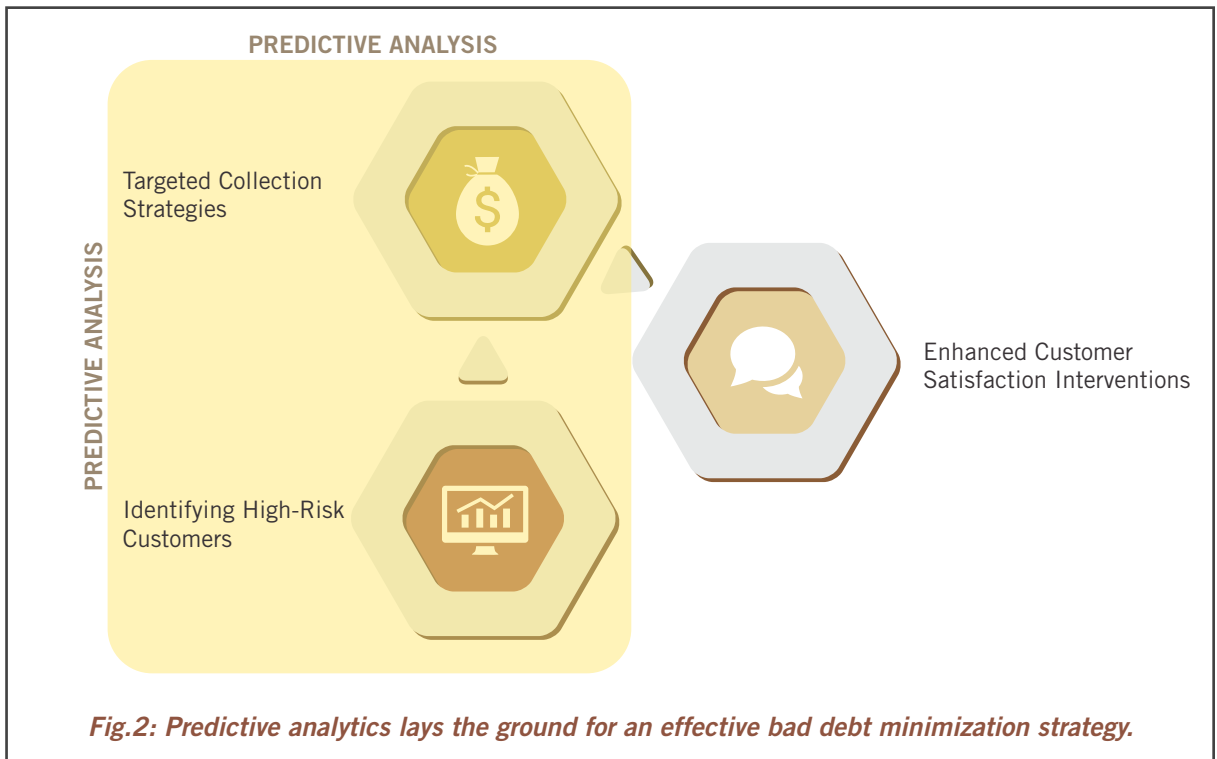 PREDICTIVE ANALYSIS
PREDICTIVE ANALYSIS
Targeted Collection
Strategies
$
Enhanced Customer
Satisfaction Interventions
Identifying High-Risk
Customers
Fig.2: Predictive analytics lays the ground for an effective bad debt minimization strategy.